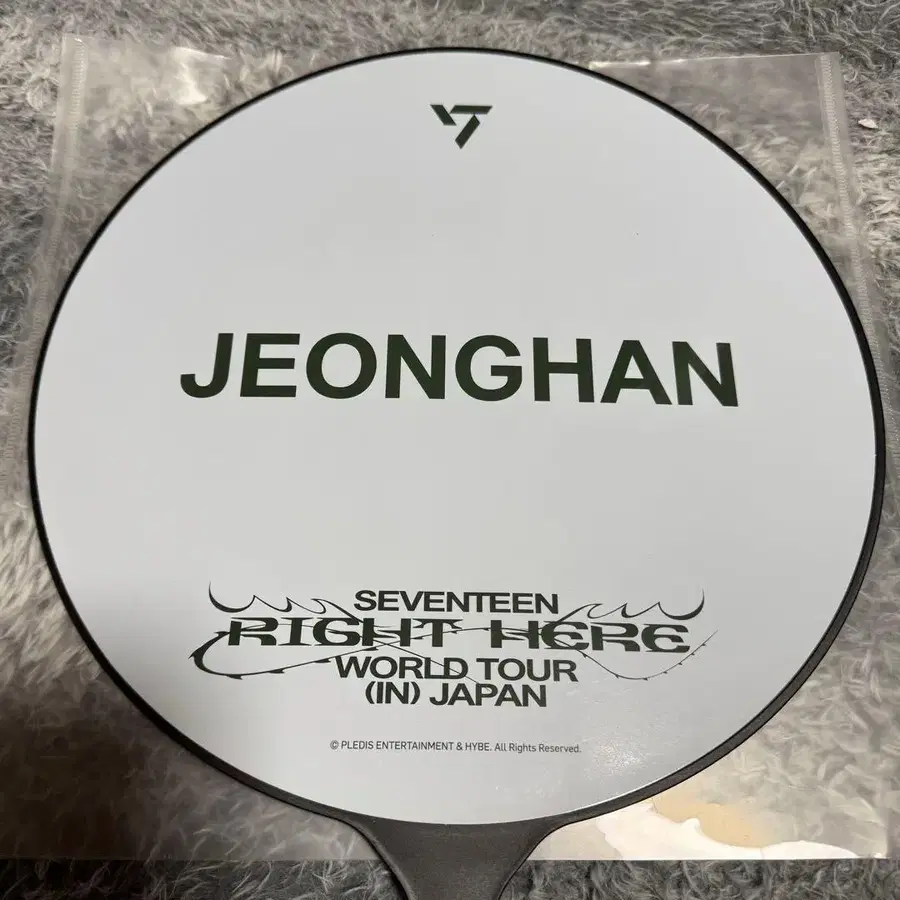 JEONGHAN
SEVENTEEN
RIGHT HERE
WORLD TOUR
(IN) JAPAN
© PLEDIS ENTERTAINMENT & HYBE. All Rights Reserved.